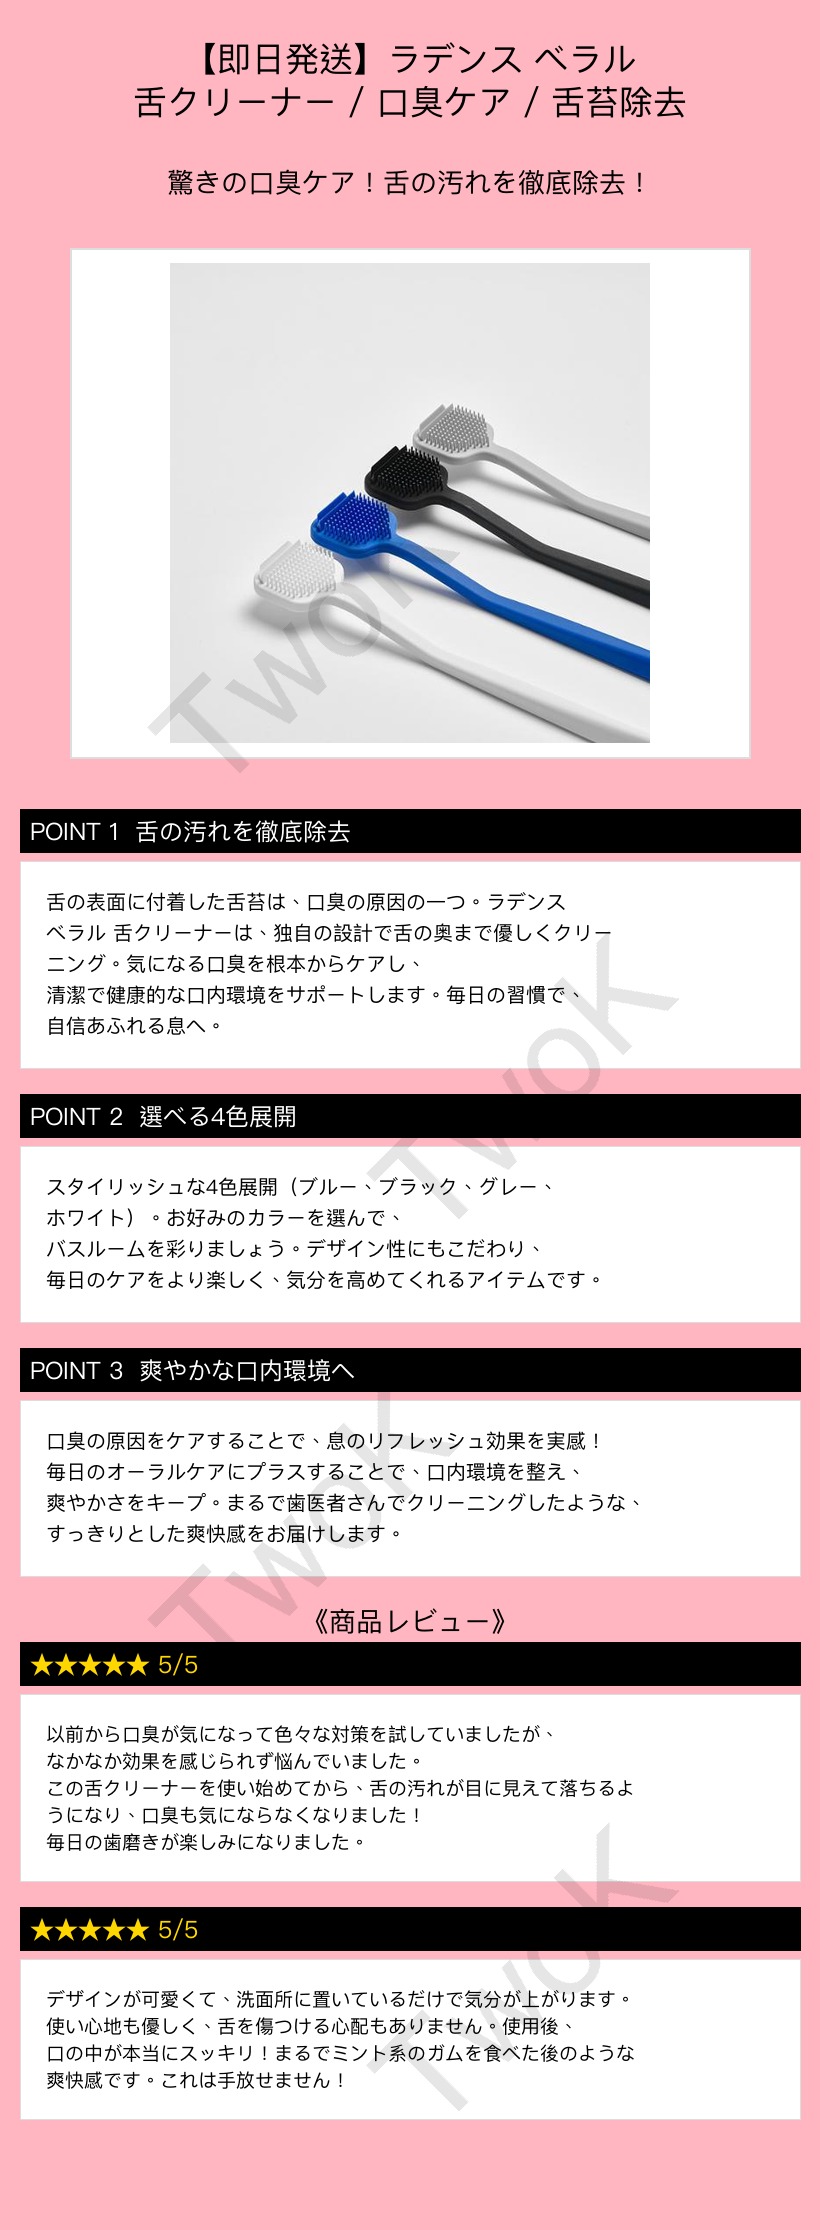 【即日発送】ラデンス ベラル
舌クリーナー / 口臭ケア / 舌苔除去
驚きの口臭ケア！舌の汚れを徹底除去！
TwoK
POINT 1 舌の汚れを徹底除去
舌の表面に付着した舌苔は、口臭の原因の一つ。ラデンス
ベラル 舌クリーナーは、独自の設計で舌の奥まで優しくクリー
ニング。気になる口臭を根本からケアし、
清潔で健康的な口内環境をサポートします。毎日の習慣で、
自信あふれる息へ。
TwoK
POINT 2 選べる4色展開
スタイリッシュな4色展開（ブルー、ブラック、グレー、
ホワイト）。お好みのカラーを選んで、
バスルームを彩りましょう。デザイン性にもこだわり、
毎日のケアをより楽しく、気分を高めてくれるアイテムです。
POINT 3 爽やかな口内環境へ
口臭の原因をケアすることで、息のリフレッシュ効果を実感！
毎日のオーラルケアにプラスすることで、口内環境を整え、
爽やかさをキープ。まるで歯医者さんでクリーニングしたような、
すっきりとした爽快感をお届けします。
TwoK
《商品レビュー》
★★★★★ 5/5
以前から口臭が気になって色々な対策を試していましたが、
なかなか効果を感じられず悩んでいました。
この舌クリーナーを使い始めてから、舌の汚れが目に見えて落ちるよ
うになり、口臭も気にならなくなりました！
毎日の歯磨きが楽しみになりました。
★★★★★ 5/5
デザインが可愛くて、洗面所に置いているだけで気分が上がります。
使い心地も優しく、舌を傷つける心配もありません。使用後、
口の中が本当にスッキリ！まるでミント系のガムを食べた後のような
爽快感です。これは手放せません！
TwoK